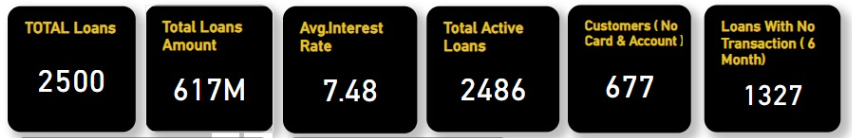 TOTAL Loans
2500
Total Loans
Amount
617M
Avg.Interest
Rate
7.48
Total Active
Loans
2486
Customers ( No
Card & Account )
677
Loans With No
Transaction ( 6
Month)
1327